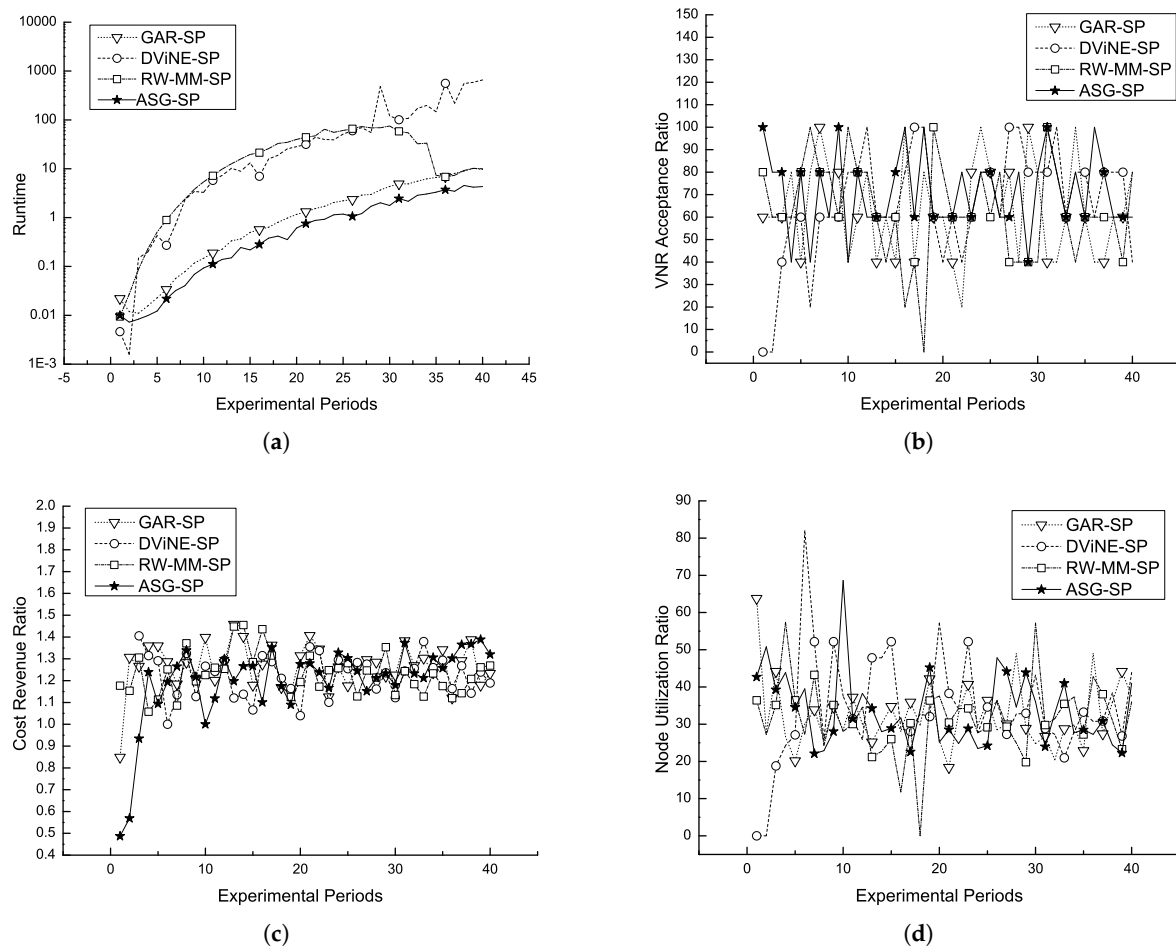 10000
1000
100
10
1
0.1
0.01
1E-3
Runtime
GAR-SP
DViNE-SP
RW-MM-SP
ASG-SP
-5 0 5 10 15 20 25 30 35 40 45
Experimental Periods
(a)
150
140
130
120
110
100
90
80
70
60
50
40
30
20
10
0
VNR Acceptance Ratio
GAR-SP
DViNE-SP
RW-MM-SP
ASG-SP
0 10 20 30 40
Experimental Periods
(b)
2.0
1.9
1.8
1.7
1.6
1.5
1.4
1.3
1.2
1.1
1.0
0.9
0.8
0.7
0.6
0.5
0.4
Cost Revenue Ratio
GAR-SP
DViNE-SP
RW-MM-SP
ASG-SP
0 10 20 30 40
Experimental Periods
(c)
90
80
70
60
50
40
30
20
10
0
Node Utilization Ratio
GAR-SP
DViNE-SP
RW-MM-SP
ASG-SP
0 10 20 30 40
Experimental Periods
(d)